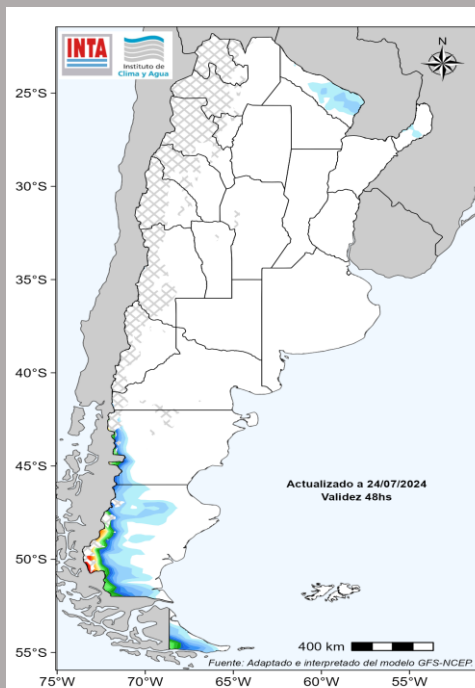 INTA
Instituto de
Clima y Agua
N
25°S
30°S
35°S
40°S
45°S
50°S
55°S
Actualizado a 24/07/2024
Validez 48hs
400 km
Fuente: Adaptado e interpretado del modelo GFS-NCEP.
75°W
70°W
65°W
60°W
55°W